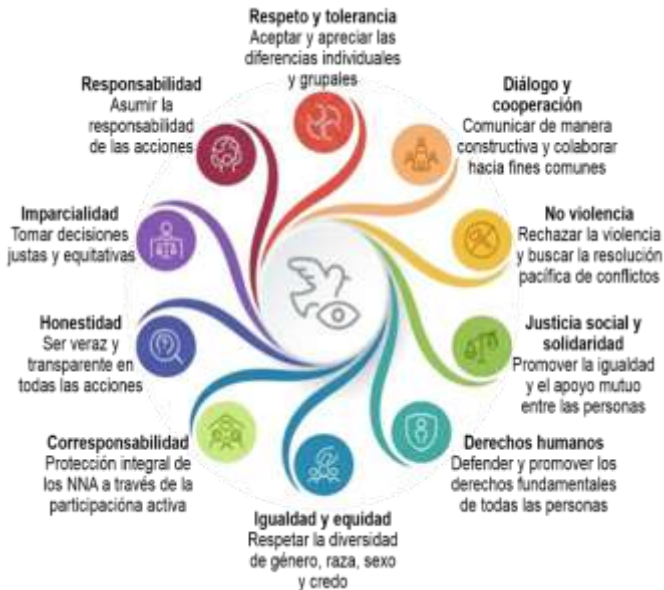 Respeto y tolerancia
Aceptar y apreciar las
diferencias individuales
y grupales
Diálogo y
cooperación
Comunicar de manera
constructiva y colaborar
hacia fines comunes
No violencia
Rechazar la violencia
y buscar la resolución
pacífica de conflictos
Justicia social y
solidaridad
Promover la igualdad
y el apoyo mutuo
entre las personas
Derechos humanos
Defender y promover los
derechos fundamentales
de todas las personas
Igualdad y equidad
Respetar la diversidad
de género, raza, sexo
y credo
Corresponsabilidad
Protección integral de
los NNA a través de la
participacióna activa
Honestidad
Ser veraz y
transparente en
todas las acciones
Imparcialidad
Tomar decisiones
justas y equitativas
Responsabilidad
Asumir la
responsabilidad
de las acciones